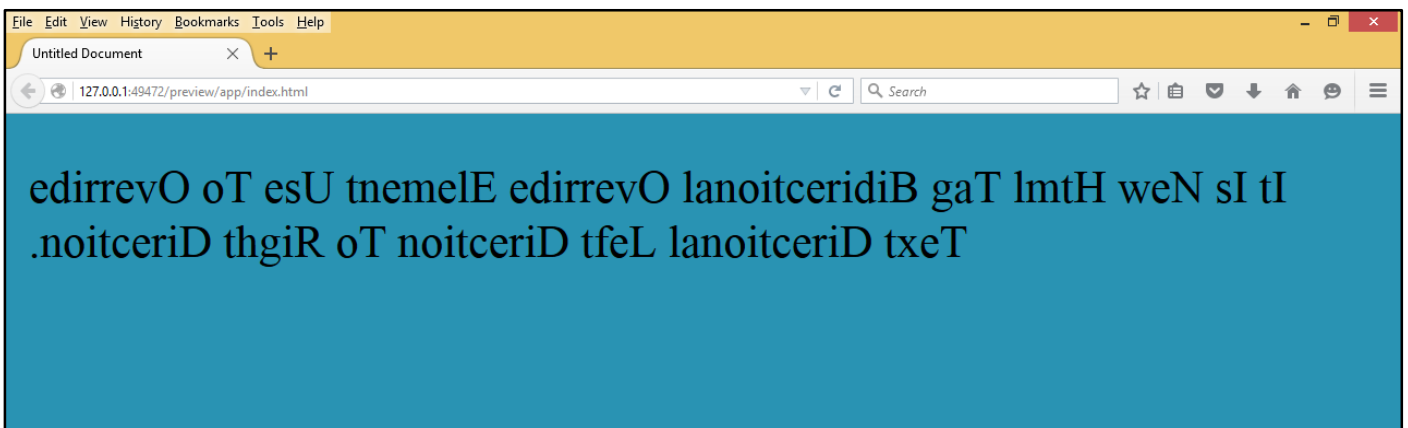 File Edit View History Bookmarks Tools Help
Untitled Document
127.0.0.1:49472/preview/app/index.html
Search
edirrevO oT esU tnemelE edirrevO lanoitceridiB gaT lmtH weN sI tI
.noitceriD thgiR oT noitceriD tfeL lanoitceriD txeT